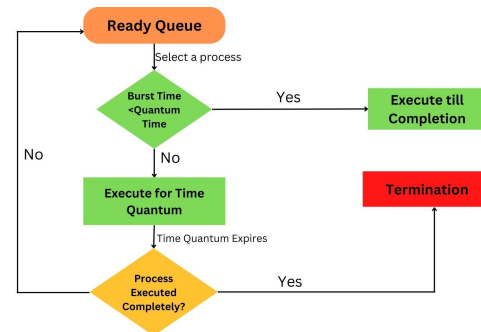 Ready Queue
Select a process
Burst Time
<Quantum
Time
Yes
Execute till
Completion
No
No
Execute for Time
Quantum
Termination
Time Quantum Expires
Process
Executed
Completely?
Yes